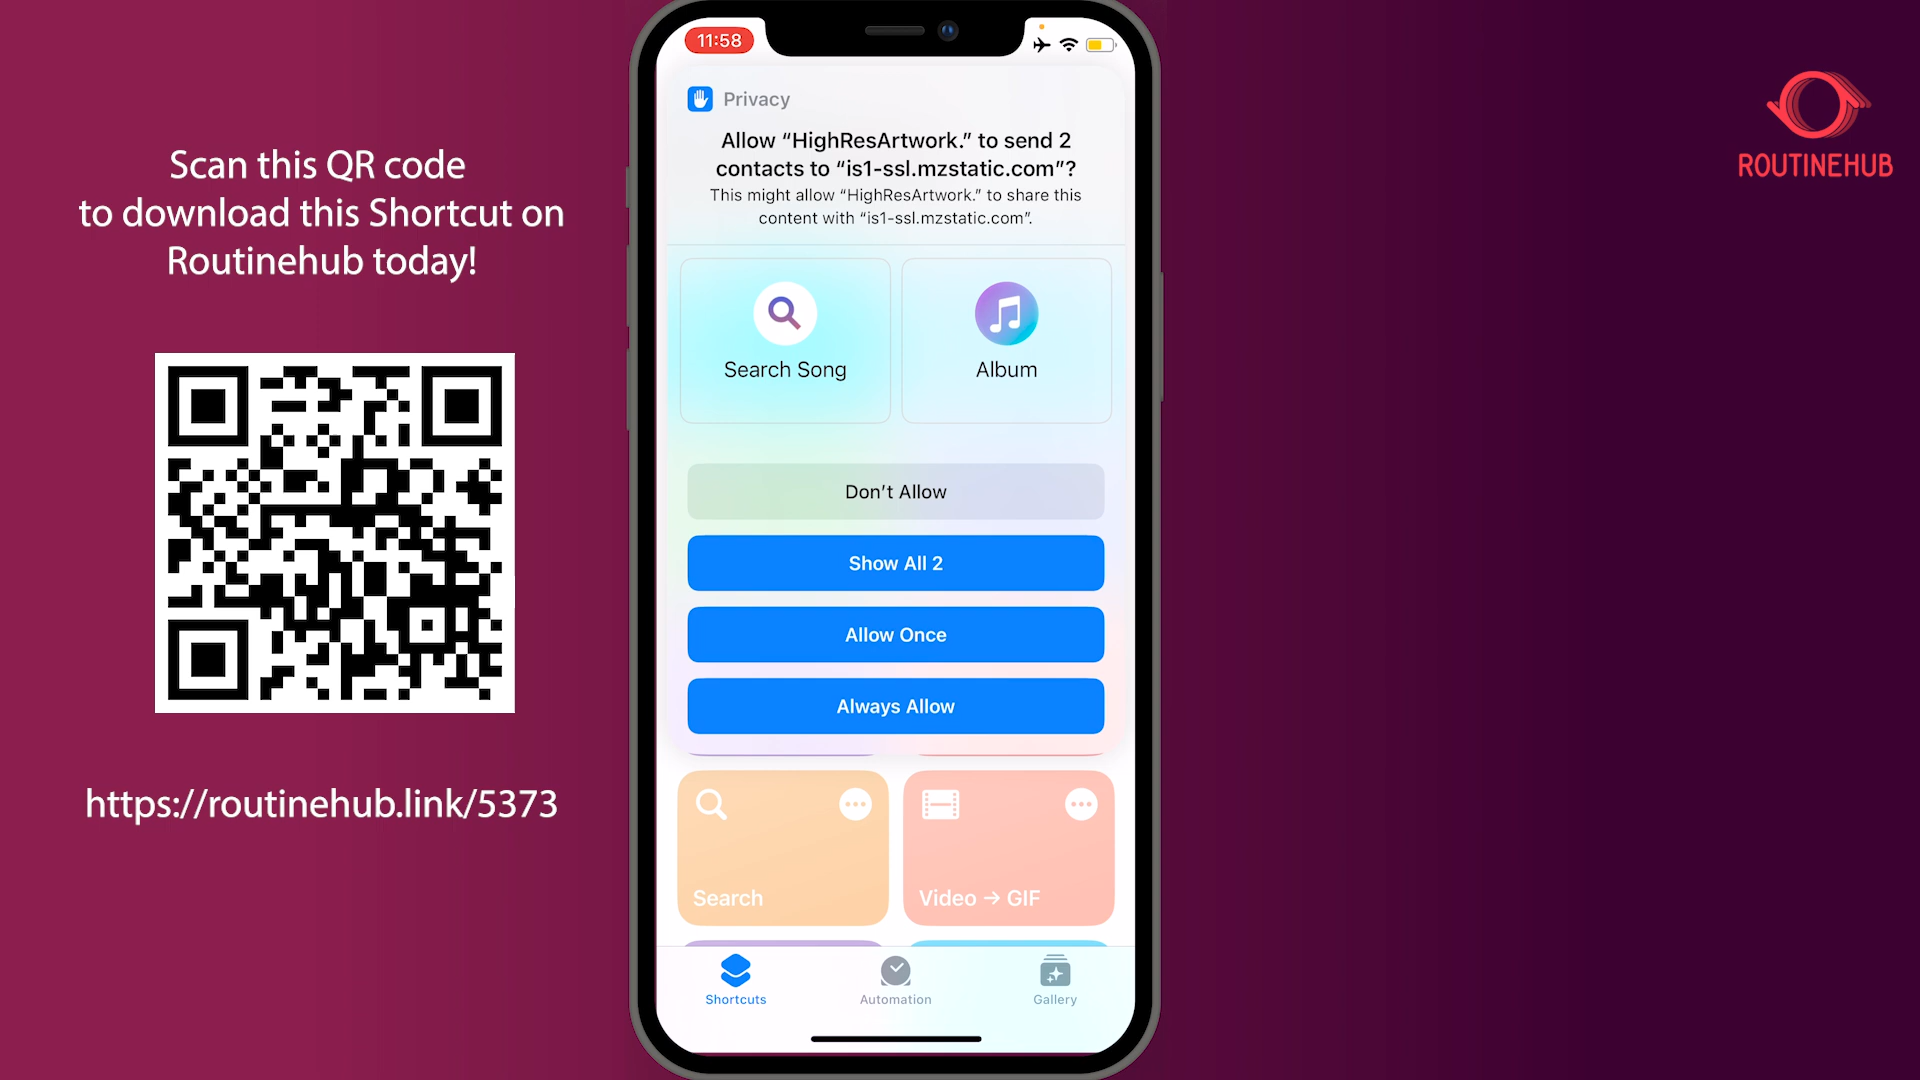 Scan this QR code
to download this Shortcut on
Routinehub today!
https://routinehub.link/5373
11:58
Privacy
Allow “HighResArtwork.” to send 2
contacts to “is1-ssl.mzstatic.com”?
This might allow “HighResArtwork.” to share this
content with “is1-ssl.mzstatic.com”.
Search Song
Album
Don’t Allow
Show All 2
Allow Once
Always Allow
Search
Video → GIF
Shortcuts
Automation
Gallery
ROUTINEHUB